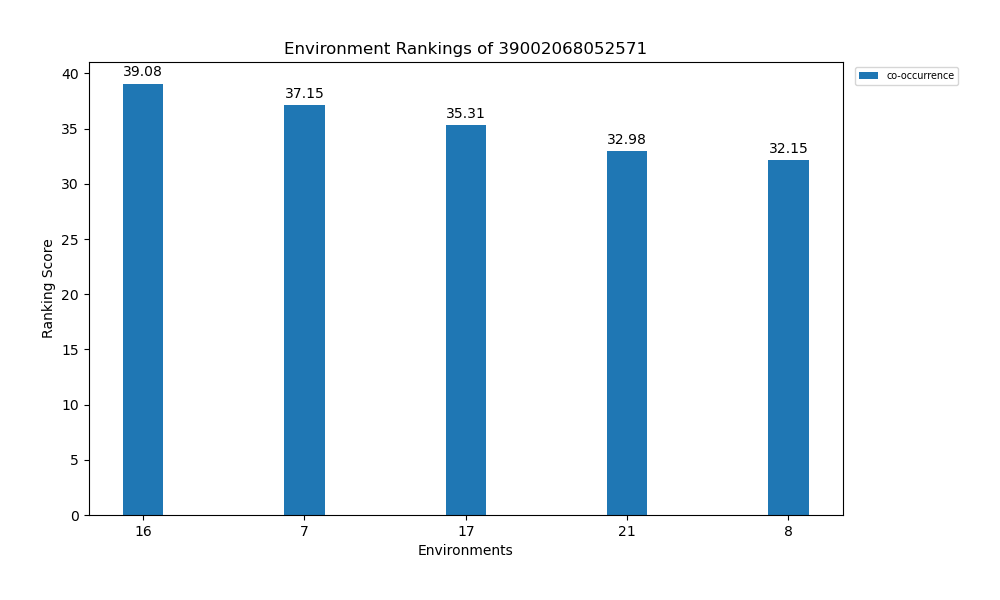 Environment Rankings of 39002068052571
co-occurrence
Ranking Score
40
35
30
25
20
15
10
5
0
39.08
37.15
35.31
32.98
32.15
16 7 17 21 8
Environments